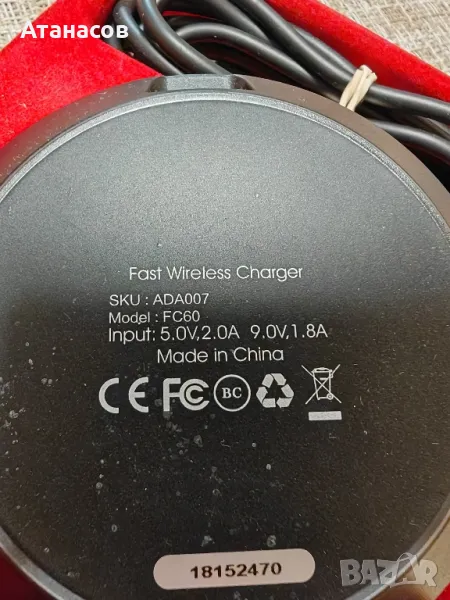 Атанасов
Fast Wireless Charger
SKU : ADA007
Model : FC60
Input: 5.0V,2.0A 9.0V,1.8A
Made in China
CE FC BC
18152470
bazar